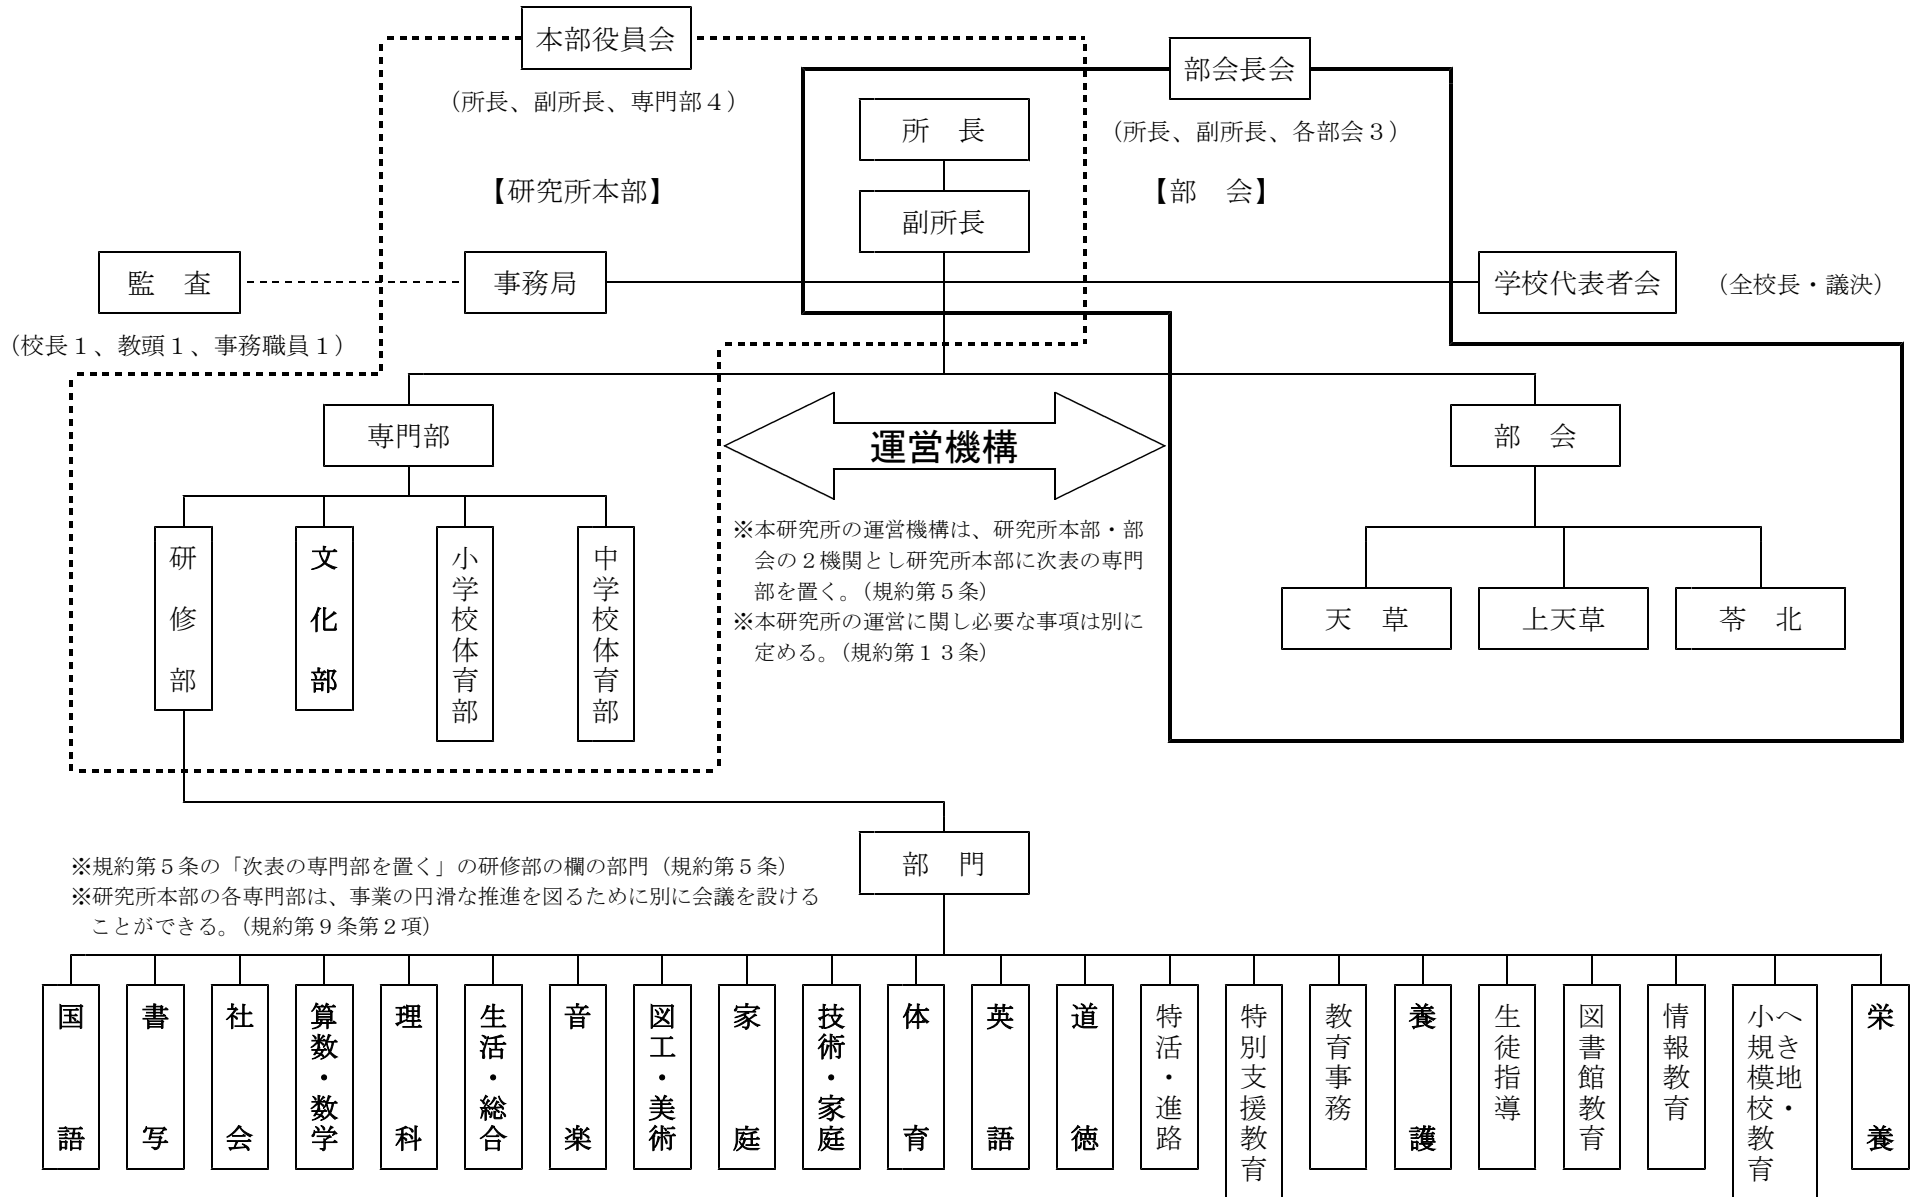 本部役員会
部会長会
（所長、副所長、専門部４）
所　長
（所長、副所長、各部会３）
【研究所本部】
【部　会】
副所長
監　査
事務局
学校代表者会
（全校長・議決）
（校長１、教頭１、事務職員１）
専門部
運営機構
部　会
研修部
文化部
小学校体育部
中学校体育部
※本研究所の運営機構は、研究所本部・部
会の２機関とし研究所本部に次表の専門
部を置く。（規約第５条）
※本研究所の運営に関し必要な事項は別に
定める。（規約第１３条）
天　草
上天草
苓　北
部　門
※規約第５条の「次表の専門部を置く」の研修部の欄の部門（規約第５条）
※研究所本部の各専門部は、事業の円滑な推進を図るために別に会議を設ける
ことができる。（規約第９条第２項）
国語
書写
社会
算数・数学
理科
生活・総合
音楽
図工・美術
家庭
技術・家庭
体育
英語
道徳
特活・進路
特別支援教育
教育事務
養護
生徒指導
図書館教育
情報教育
へき地・
小規模校教育
栄養